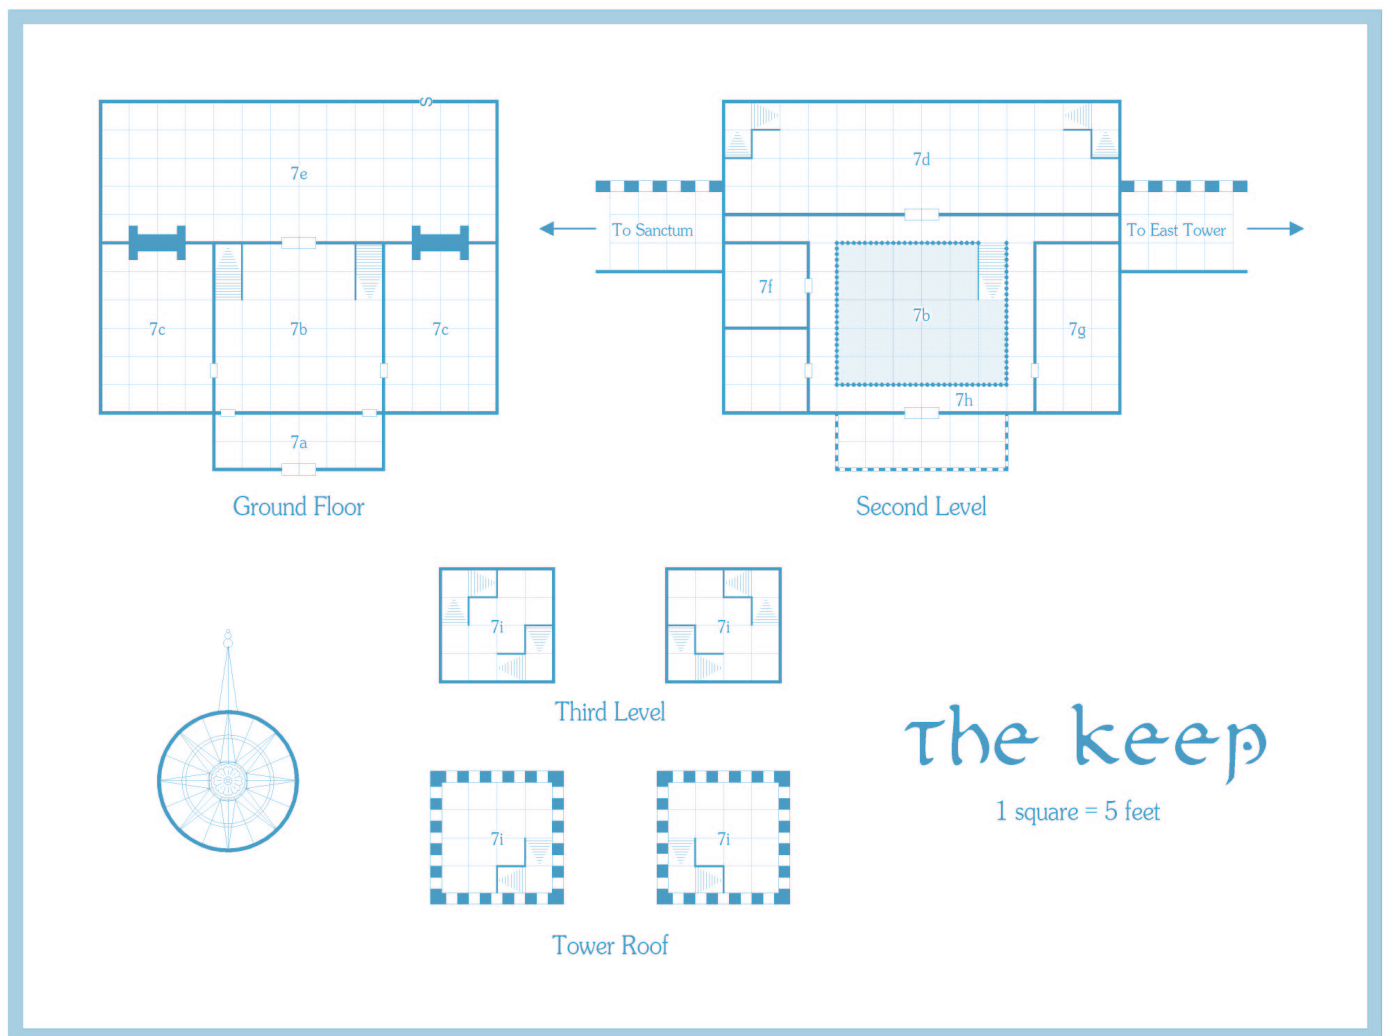 S
7e
7c
7b
7c
7a
Ground Floor
7d
To Sanctum
To East Tower
7f
7b
7g
7h
Second Level
7i
7i
Third Level
7i
7i
Tower Roof
The Keep
1 square = 5 feet